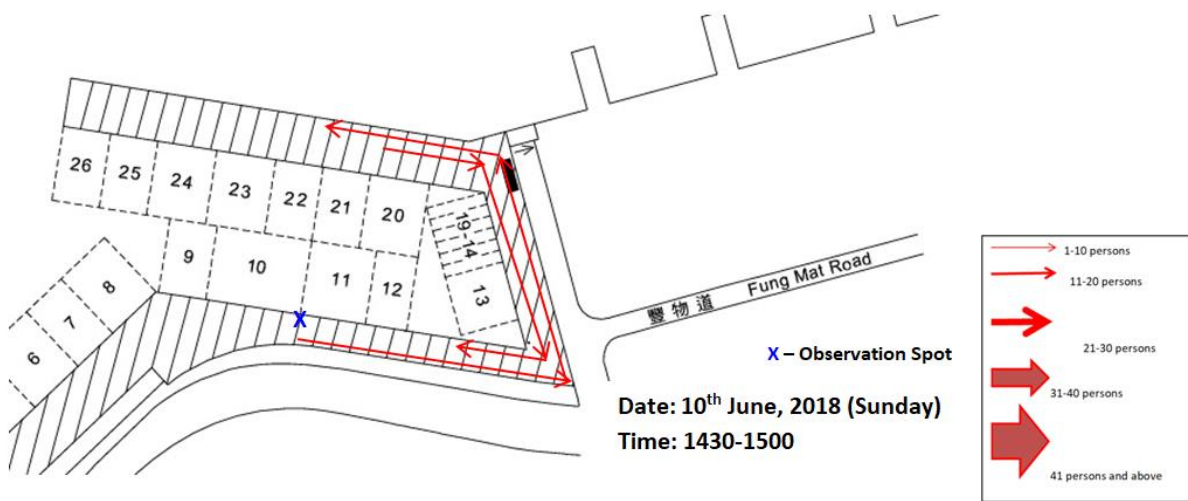 26
25
24
23
22
21
20
19-14
13
9
10
11
12
8
7
6
豐物道 Fung Mat Road
X – Observation Spot
Date: 10th June, 2018 (Sunday)
Time: 1430-1500
1-10 persons
11-20 persons
21-30 persons
31-40 persons
41 persons and above
X